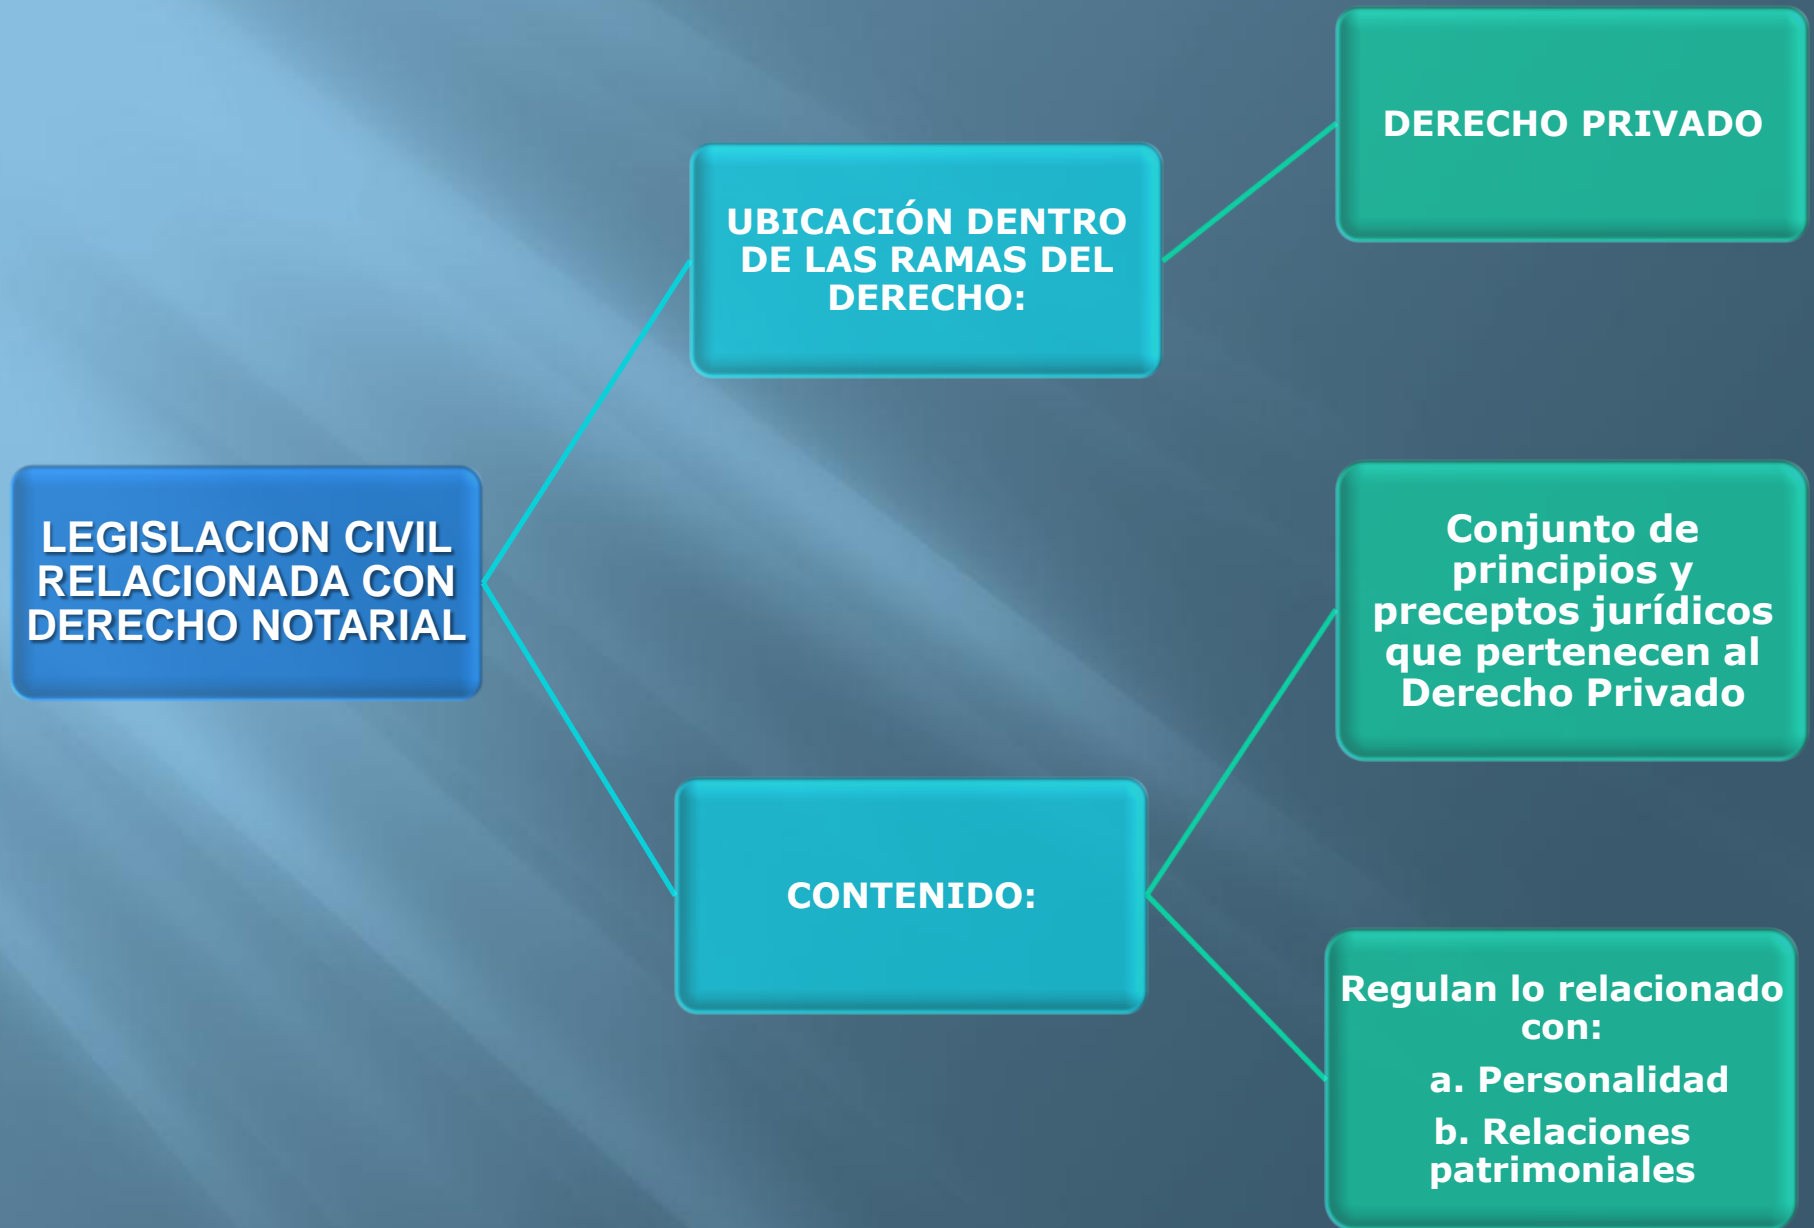 LEGISLACION CIVIL
RELACIONADA CON
DERECHO NOTARIAL
UBICACIÓN DENTRO
DE LAS RAMAS DEL
DERECHO:
DERECHO PRIVADO
CONTENIDO:
Conjunto de
principios y
preceptos jurídicos
que pertenecen al
Derecho Privado
Regulan lo relacionado
con:
a. Personalidad
b. Relaciones
patrimoniales